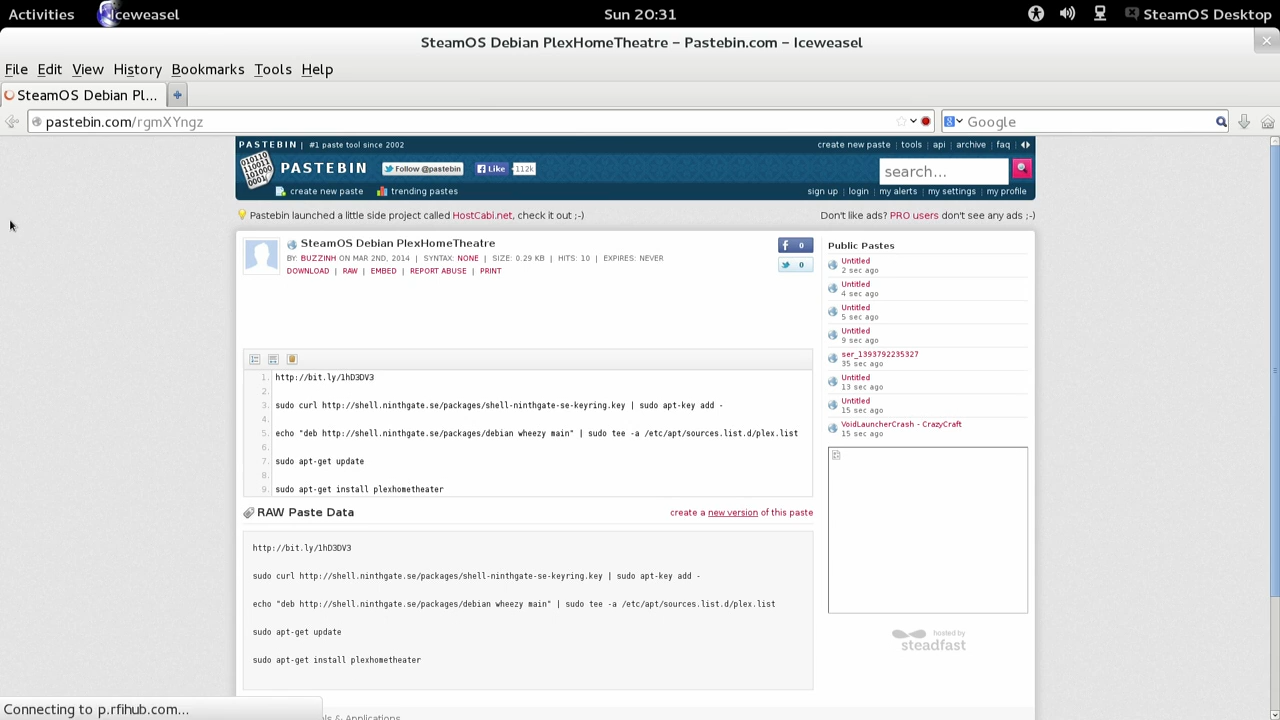 Activities Iceweasel Sun 20:31 SteamOS Desktop
SteamOS Debian PlexHomeTheatre – Pastebin.com – Iceweasel
File Edit View History Bookmarks Tools Help
SteamOS Debian Pl...
pastebin.com/rgmXYngz Google
PASTEBIN | #1 paste tool since 2002 create new paste | tools | api | archive | faq |
PASTEBIN Follow @pastebin Like 112k search...
create new paste trending pastes sign up | login | my alerts | my settings | my profile
Pastebin launched a little side project called HostCabi.net, check it out ;-) Don't like ads? PRO users don't see any ads ;-)
SteamOS Debian PlexHomeTheatre
BY: BUZZINH ON MAR 2ND, 2014 | SYNTAX: NONE | SIZE: 0.29 KB | HITS: 10 | EXPIRES: NEVER
DOWNLOAD | RAW | EMBED | REPORT ABUSE | PRINT
0
0
1. http://bit.ly/1hD3DV3
2.
3. sudo curl http://shell.ninthgate.se/packages/shell-ninthgate-se-keyring.key | sudo apt-key add -
4.
5. echo "deb http://shell.ninthgate.se/packages/debian wheezy main" | sudo tee -a /etc/apt/sources.list.d/plex.list
6.
7. sudo apt-get update
8.
9. sudo apt-get install plexhometheater
RAW Paste Data create a new version of this paste
http://bit.ly/1hD3DV3
sudo curl http://shell.ninthgate.se/packages/shell-ninthgate-se-keyring.key | sudo apt-key add -
echo "deb http://shell.ninthgate.se/packages/debian wheezy main" | sudo tee -a /etc/apt/sources.list.d/plex.list
sudo apt-get update
sudo apt-get install plexhometheater
Public Pastes
Untitled
2 sec ago
Untitled
4 sec ago
Untitled
5 sec ago
Untitled
9 sec ago
ser_1393792235327
35 sec ago
Untitled
13 sec ago
Untitled
15 sec ago
VoidLauncherCrash - CrazyCraft
15 sec ago
hosted by
steadfast
Connecting to p.rfihub.com...
& Applications